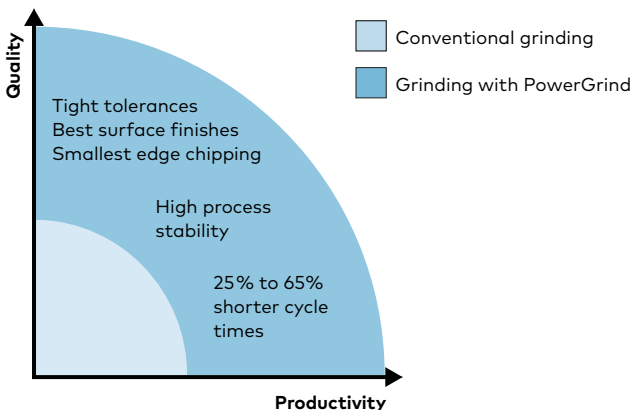 Quality
Conventional grinding
Grinding with PowerGrind
Tight tolerances
Best surface finishes
Smallest edge chipping
High process
stability
25% to 65%
shorter cycle
times
Productivity